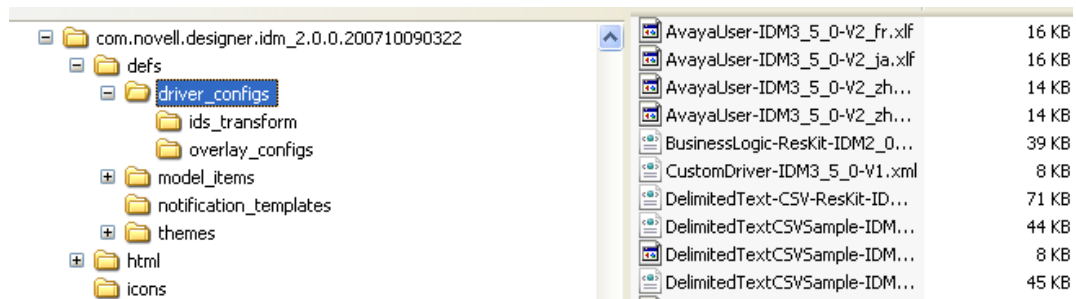 com.novell.designer.idm_2.0.0.200710090322
defs
driver_configs
ids_transform
overlay_configs
model_items
notification_templates
themes
html
icons
AvayaUser-IDM3_5_0-V2_fr.xlf 16 KB
AvayaUser-IDM3_5_0-V2_ja.xlf 16 KB
AvayaUser-IDM3_5_0-V2_zh... 14 KB
AvayaUser-IDM3_5_0-V2_zh... 14 KB
BusinessLogic-ResKit-IDM2_0... 39 KB
CustomDriver-IDM3_5_0-V1.xml 8 KB
DelimitedText-CSV-ResKit-ID... 71 KB
DelimitedTextCSVSample-IDM... 44 KB
DelimitedTextCSVSample-IDM... 8 KB
DelimitedTextCSVSample-IDM... 45 KB